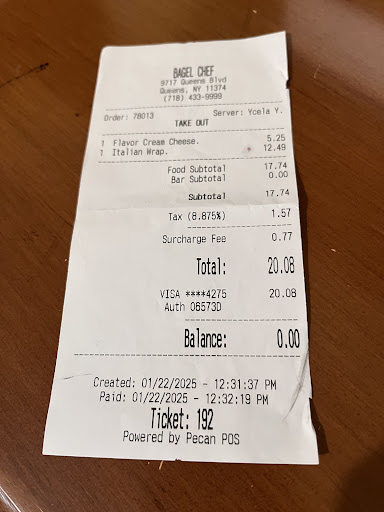 BAGEL CHEF
9717 Queens Blvd
Queens, NY 11374
(718) 433-9999
Order: 78013 Server: Ycela Y.
TAKE OUT
1 Flavor Cream Cheese. 5.25
1 Italian Wrap. 12.49
Food Subtotal 17.74
Bar Subtotal 0.00
Subtotal 17.74
Tax (8.875%) 1.57
Surcharge Fee 0.77
Total: 20.08
VISA ****4275 20.08
Auth 08573D
Balance: 0.00
Created: 01/22/2025 - 12:31:37 PM
Paid: 01/22/2025 - 12:32:19 PM
Ticket: 192
Powered by Pecan POS